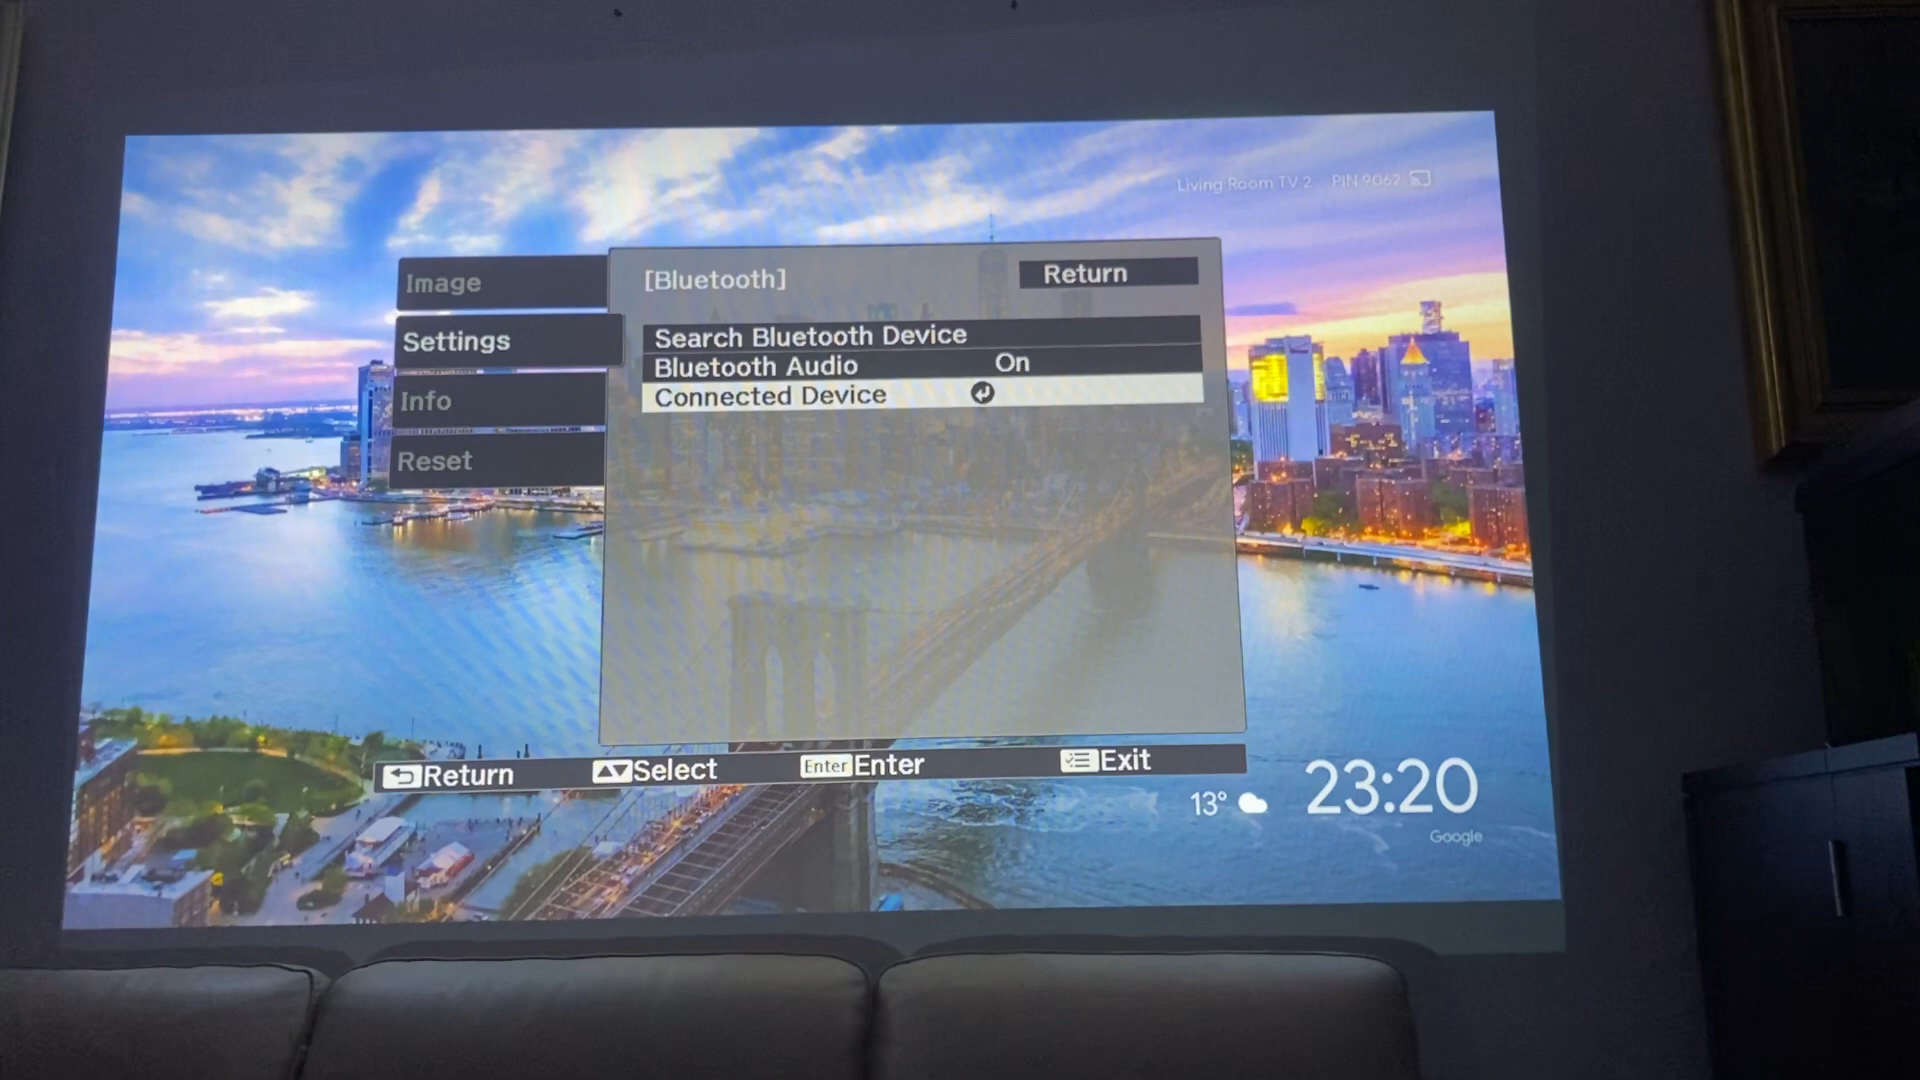 Living Room TV 2 PIN 9062
Image
Settings
Info
Reset
[Bluetooth]
Return
Search Bluetooth Device
Bluetooth Audio On
Connected Device
Return Select Enter Enter Exit
13° 23:20
Google